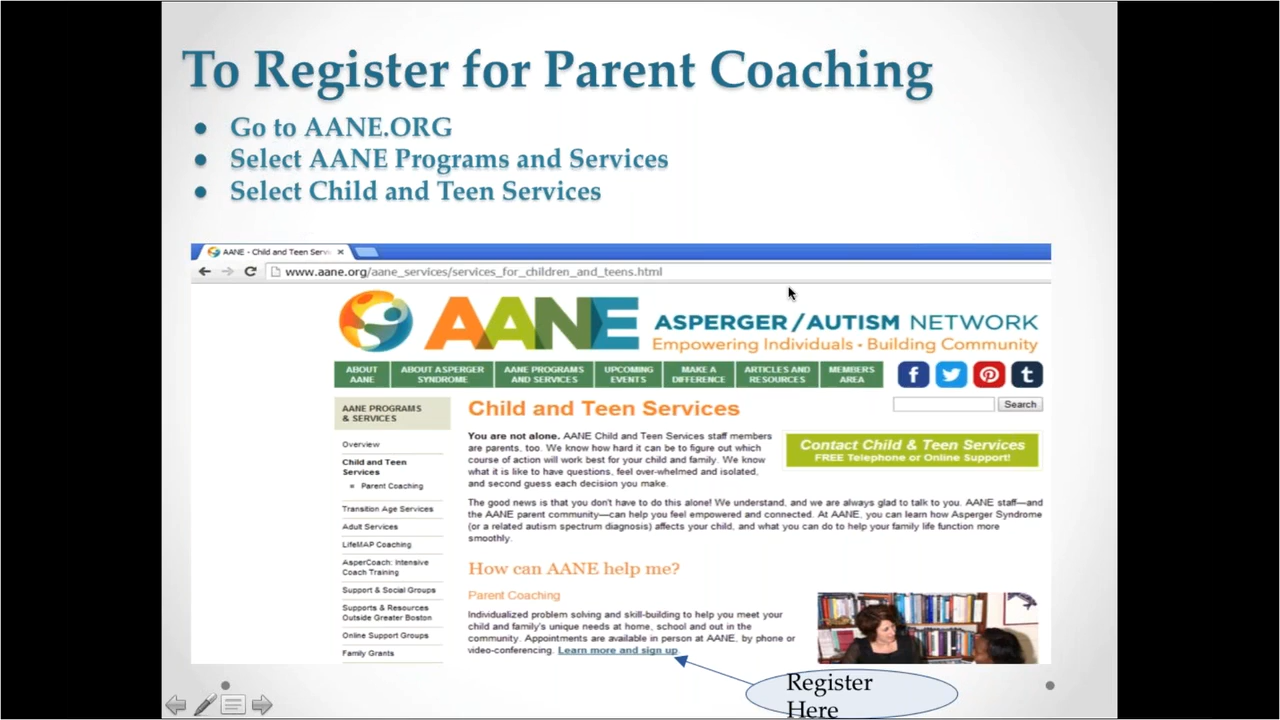 To Register for Parent Coaching
● Go to AANE.ORG
● Select AANE Programs and Services
● Select Child and Teen Services
AANE - Child and Teen Serv
www.aane.org/aane_services/services_for_children_and_teens.html
AANE
ASPERGER/AUTISM NETWORK
Empowering Individuals • Building Community
ABOUT AANE
ABOUT ASPERGER SYNDROME
AANE PROGRAMS AND SERVICES
UPCOMING EVENTS
MAKE A DIFFERENCE
ARTICLES AND RESOURCES
MEMBERS AREA
Search
AANE PROGRAMS
& SERVICES
Overview
Child and Teen
Services
Parent Coaching
Transition Age Services
Adult Services
LifeMAP Coaching
AsperCoach: Intensive
Coach Training
Support & Social Groups
Supports & Resources
Outside Greater Boston
Online Support Groups
Family Grants
Child and Teen Services
You are not alone. AANE Child and Teen Services staff members
are parents, too. We know how hard it can be to figure out which
course of action will work best for your child and family. We know
what it is like to have questions, feel over-whelmed and isolated,
and second guess each decision you make.
Contact Child & Teen Services
FREE Telephone or Online Support!
The good news is that you don't have to do this alone! We understand, and we are always glad to talk to you. AANE staff—and
the AANE parent community—can help you feel empowered and connected. At AANE, you can learn how Asperger Syndrome
(or a related autism spectrum diagnosis) affects your child, and what you can do to help your family life function more
smoothly.
How can AANE help me?
Parent Coaching
Individualized problem solving and skill-building to help you meet your
child and family's unique needs at home, school and out in the
community. Appointments are available in person at AANE, by phone or
video-conferencing. Learn more and sign up.
Register
Here